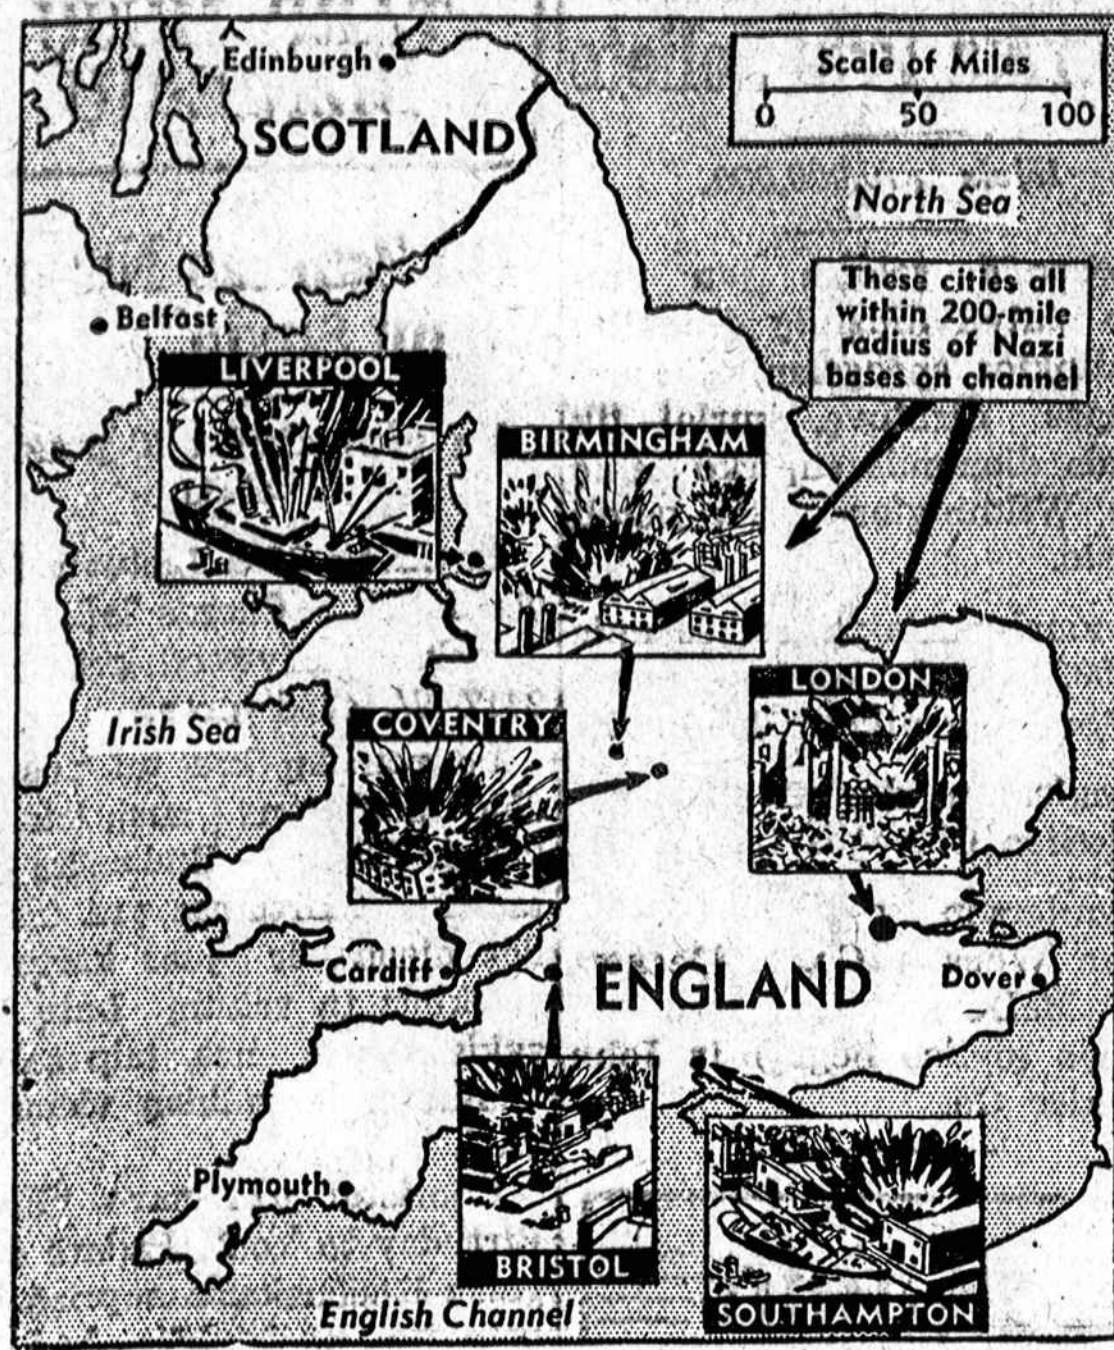 Edinburgh
SCOTLAND
Scale of Miles
0 50 100
North Sea
These cities all
within 200-mile
radius of Nazi
bases on channel
Belfast
LIVERPOOL
BIRMINGHAM
LONDON
Irish Sea
COVENTRY
Cardiff
ENGLAND
Dover
Plymouth
BRISTOL
English Channel
SOUTHAMPTON